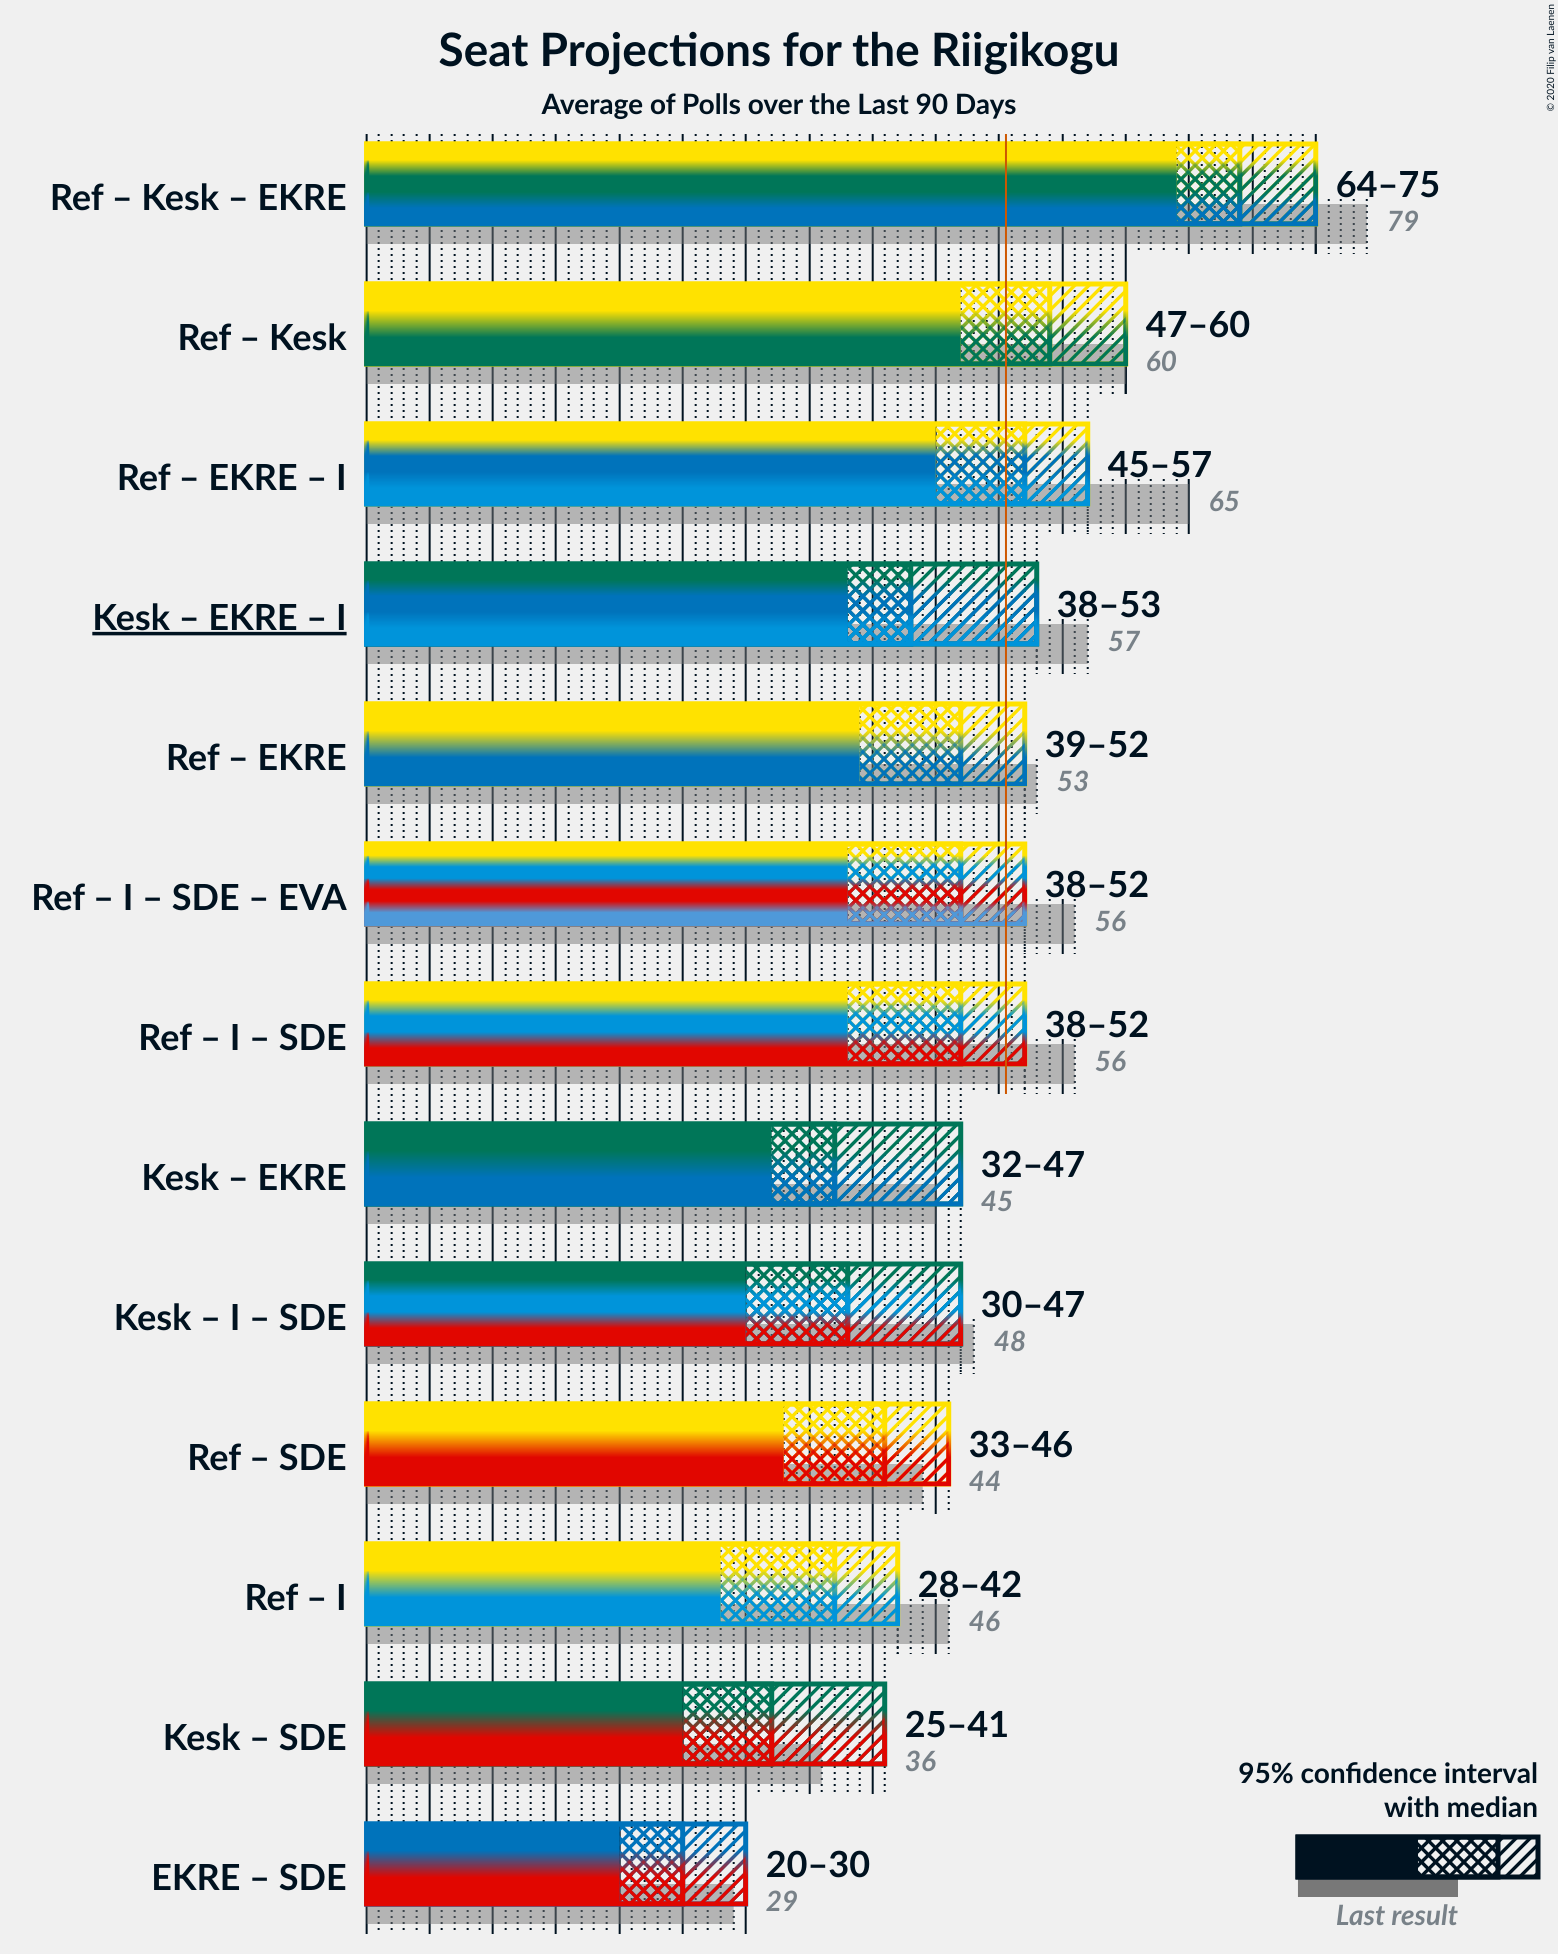 Seat Projections for the Riigikogu
Average of Polls over the Last 90 Days
© 2020 Filip van Laenen
Ref – Kesk – EKRE
64–75
79
Ref – Kesk
47–60
60
Ref – EKRE – I
45–57
65
Kesk – EKRE – I
38–53
57
Ref – EKRE
39–52
53
Ref – I – SDE – EVA
38–52
56
Ref – I – SDE
38–52
56
Kesk – EKRE
32–47
45
Kesk – I – SDE
30–47
48
Ref – SDE
33–46
44
Ref – I
28–42
46
Kesk – SDE
25–41
36
EKRE – SDE
20–30
29
95% confidence interval
with median
Last result